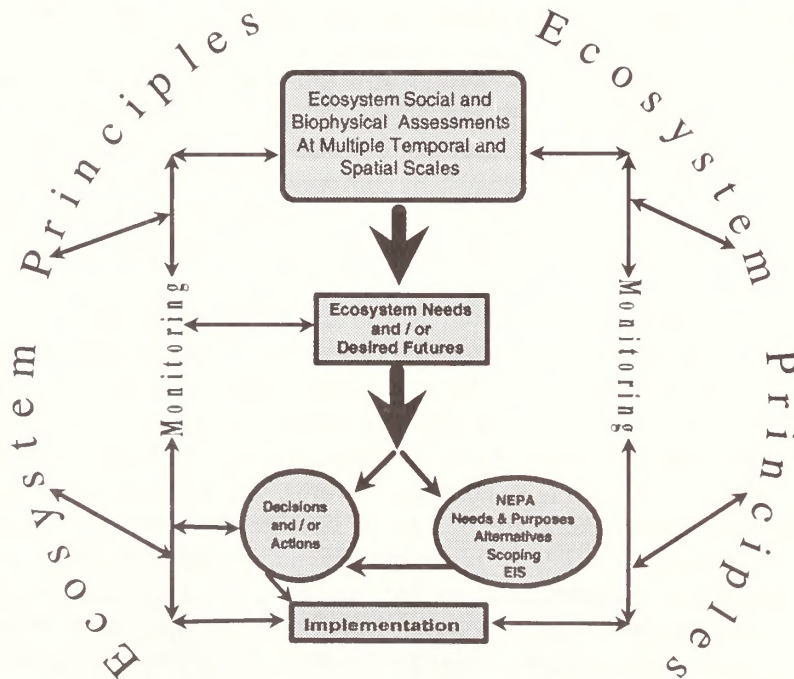 Ecosystem Principles
Ecosystem Principles
Ecosystem Social and
Biophysical Assessments
At Multiple Temporal and
Spatial Scales
Monitoring
Monitoring
Ecosystem Needs
and / or
Desired Futures
Decisions
and / or
Actions
NEPA
Needs & Purposes
Alternatives
Scoping
EIS
Implementation